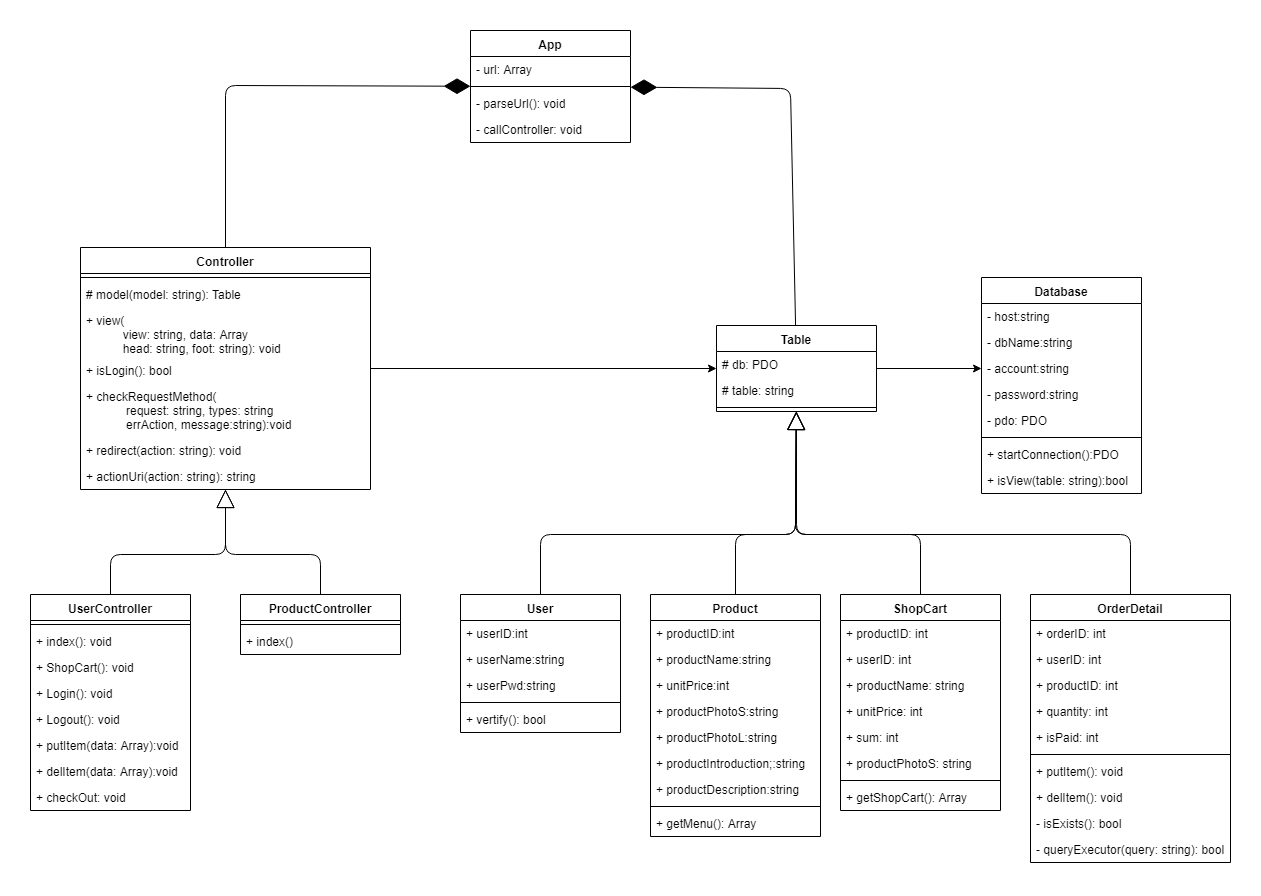 App
- url: Array
- parseUrl(): void
- callController: void
Controller
# model(model: string): Table
+ view(
view: string, data: Array
head: string, foot: string): void
+ isLogin(): bool
+ checkRequestMethod(
request: string, types: string
errAction, message:string):void
+ redirect(action: string): void
+ actionUri(action: string): string
Table
# db: PDO
# table: string
Database
- host:string
- dbName:string
- account:string
- password:string
- pdo: PDO
+ startConnection():PDO
+ isView(table: string):bool
UserController
+ index(): void
+ ShopCart(): void
+ Login(): void
+ Logout(): void
+ putItem(data: Array):void
+ delItem(data: Array):void
+ checkOut: void
ProductController
+ index()
User
+ userID:int
+ userName:string
+ userPwd:string
+ vertify(): bool
Product
+ productID:int
+ productName:string
+ unitPrice:int
+ productPhotoS:string
+ productPhotoL:string
+ productIntroduction;:string
+ productDescription:string
+ getMenu(): Array
ShopCart
+ productID: int
+ userID: int
+ productName: string
+ unitPrice: int
+ sum: int
+ productPhotoS: string
+ getShopCart(): Array
OrderDetail
+ orderID: int
+ userID: int
+ productID: int
+ quantity: int
+ isPaid: int
+ putItem(): void
+ delItem(): void
- isExists(): bool
- queryExecutor(query: string): bool